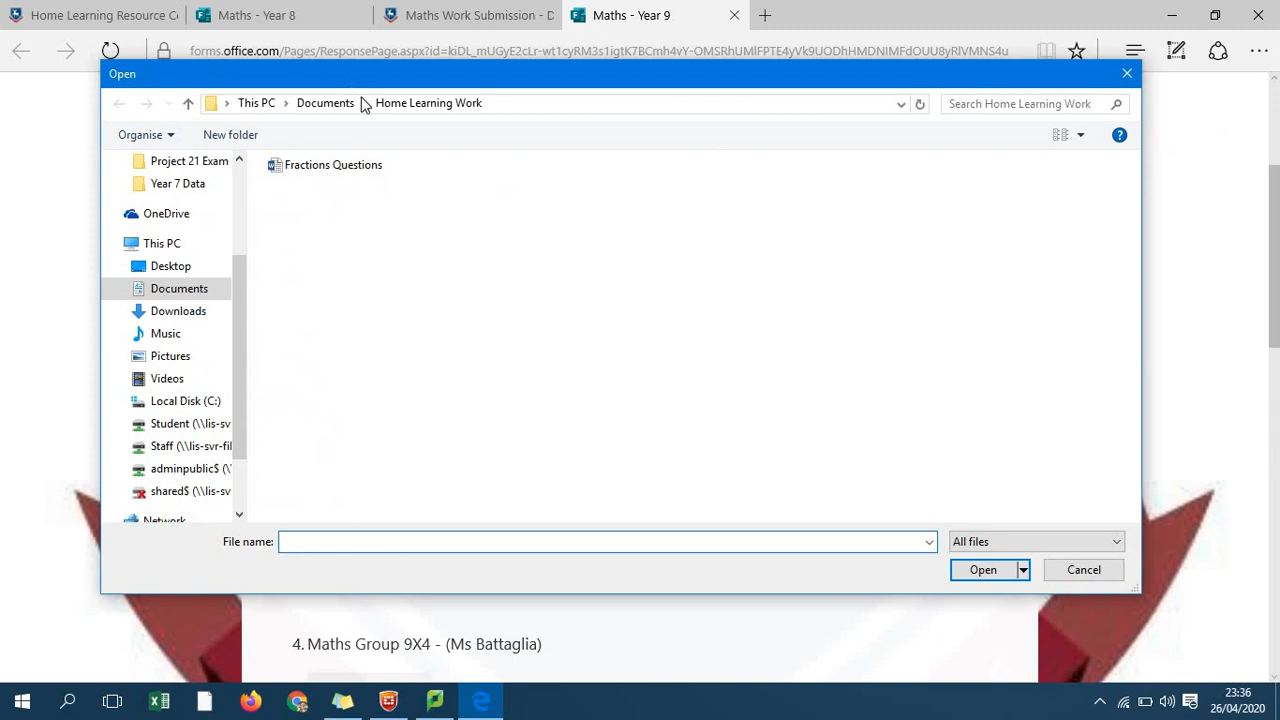 Home Learning Resource Ce
Maths - Year 8
Maths Work Submission - D
Maths - Year 9
forms.office.com/Pages/ResponsePage.aspx?id=kiDL_mUGyE2cLr-wt1cyRM3s1igtK7BCmh4vY-OMSRhUMlFPTE4yVk9UODhHMDNIMFdOUU8yRlVMNS4u
Open
This PC > Documents > Home Learning Work
Search Home Learning Work
Organise
New folder
Project 21 Exam
Year 7 Data
OneDrive
This PC
Desktop
Documents
Downloads
Music
Pictures
Videos
Local Disk (C:)
Student (\\lis-sv
Staff (\\lis-svr-fil
adminpublic$ (\
shared$ (\\lis-svr
Network
Fractions Questions
File name:
All files
Open
Cancel
4. Maths Group 9X4 - (Ms Battaglia)
23:36
26/04/2020